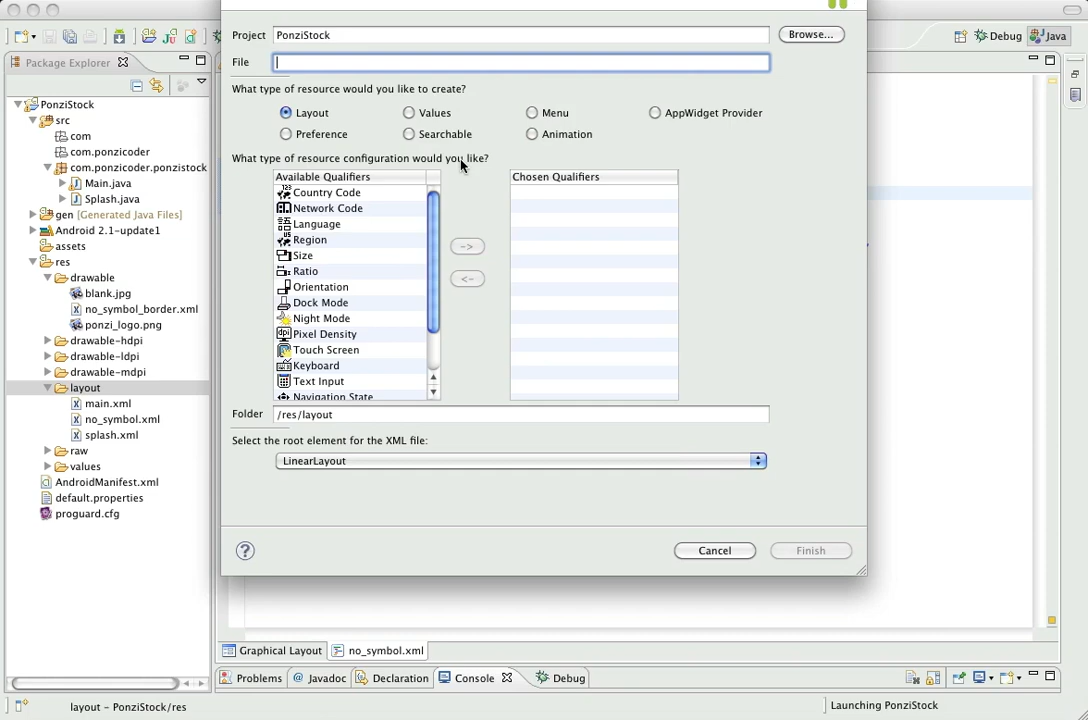 Project PonziStock Browse...
File
What type of resource would you like to create?
Layout Values Menu AppWidget Provider
Preference Searchable Animation
What type of resource configuration would you like?
Available Qualifiers Chosen Qualifiers
Country Code
Network Code
Language
Region
Size
Ratio
Orientation
Dock Mode
Night Mode
Pixel Density
Touch Screen
Keyboard
Text Input
Navigation State
-> 
<-
Folder /res/layout
Select the root element for the XML file:
LinearLayout
? Cancel Finish
Debug Java
Package Explorer
PonziStock
src
com
com.ponzicoder
com.ponzicoder.ponzistock
Main.java
Splash.java
gen [Generated Java Files]
Android 2.1-update1
assets
res
drawable
blank.jpg
no_symbol_border.xml
ponzi_logo.png
drawable-hdpi
drawable-ldpi
drawable-mdpi
layout
main.xml
no_symbol.xml
splash.xml
raw
values
AndroidManifest.xml
default.properties
proguard.cfg
Graphical Layout no_symbol.xml
Problems @ Javadoc Declaration Console Debug
layout - PonziStock/res Launching PonziStock